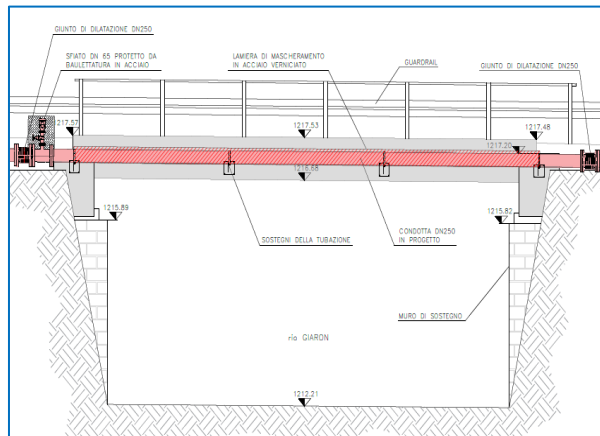 GIUNTO DI DILATAZIONE DN250
SFIATO DN 65 PROTETTO DA
BAULETTATURA IN ACCIAIO
LAMIERA DI MASCHERAMENTO
IN ACCIAIO VERNICIATO
GUARDRAIL
GIUNTO DI DILATAZIONE DN250
1217.57
1217.53
1217.48
1217.20
1216.68
1215.89
1215.82
SOSTEGNI DELLA TUBAZIONE
CONDOTTA DN250
IN PROGETTO
MURO DI SOSTEGNO
rio GIARON
1212.21